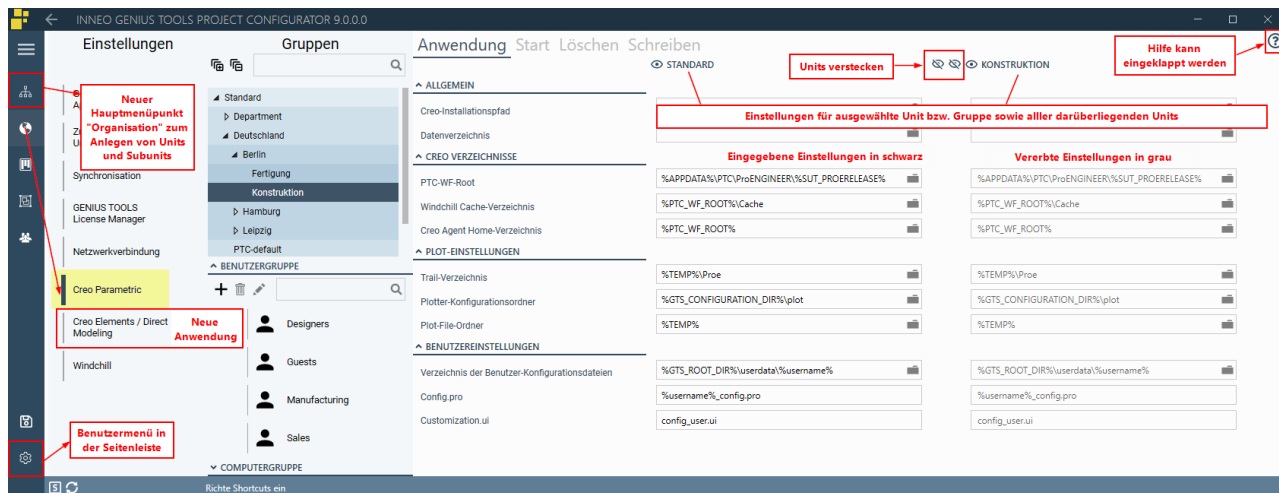 INNEO GENIUS TOOLS PROJECT CONFIGURATOR 9.0.0.0
Einstellungen
Gruppen
Anwendung Start Löschen Schreiben
STANDARD
Units verstecken
KONSTRUKTION
Hilfe kann
eingeklappt werden
Neuer
Hauptmenüpunkt
"Organisation" zum
Anlegen von Units
und Subunits
Synchronisation
GENIUS TOOLS
License Manager
Netzwerkverbindung
Creo Parametric
Creo Elements / Direct
Modeling
Neue
Anwendung
Windchill
Benutzermenü in
der Seitenleiste
Standard
Department
Deutschland
Berlin
Fertigung
Konstruktion
Hamburg
Leipzig
PTC-default
BENUTZERGRUPPE
Designers
Guests
Manufacturing
Sales
COMPUTERGRUPPE
ALLGEMEIN
Creo-Installationspfad
Einstellungen für ausgewählte Unit bzw. Gruppe sowie alller darüberliegenden Units
Datenverzeichnis
CREO VERZEICHNISSE
Eingegebene Einstellungen in schwarz
Vererbte Einstellungen in grau
PTC-WF-Root
%APPDATA%\PTC\ProENGINEER\%SUT_PROERELEASE%
%APPDATA%\PTC\ProENGINEER\%SUT_PROERELEASE%
Windchill Cache-Verzeichnis
%PTC_WF_ROOT%\Cache
%PTC_WF_ROOT%\Cache
Creo Agent Home-Verzeichnis
%PTC_WF_ROOT%
%PTC_WF_ROOT%
PLOT-EINSTELLUNGEN
Trail-Verzeichnis
%TEMP%\Proe
%TEMP%\Proe
Plotter-Konfigurationsordner
%GTS_CONFIGURATION_DIR%\plot
%GTS_CONFIGURATION_DIR%\plot
Plot-File-Ordner
%TEMP%
%TEMP%
BENUTZEREINSTELLUNGEN
Verzeichnis der Benutzer-Konfigurationsdateien
%GTS_ROOT_DIR%\userdata\%username%
%GTS_ROOT_DIR%\userdata\%username%
Config.pro
%username%_config.pro
%username%_config.pro
Customization.ui
config_user.ui
config_user.ui
S
Richte Shortcuts ein